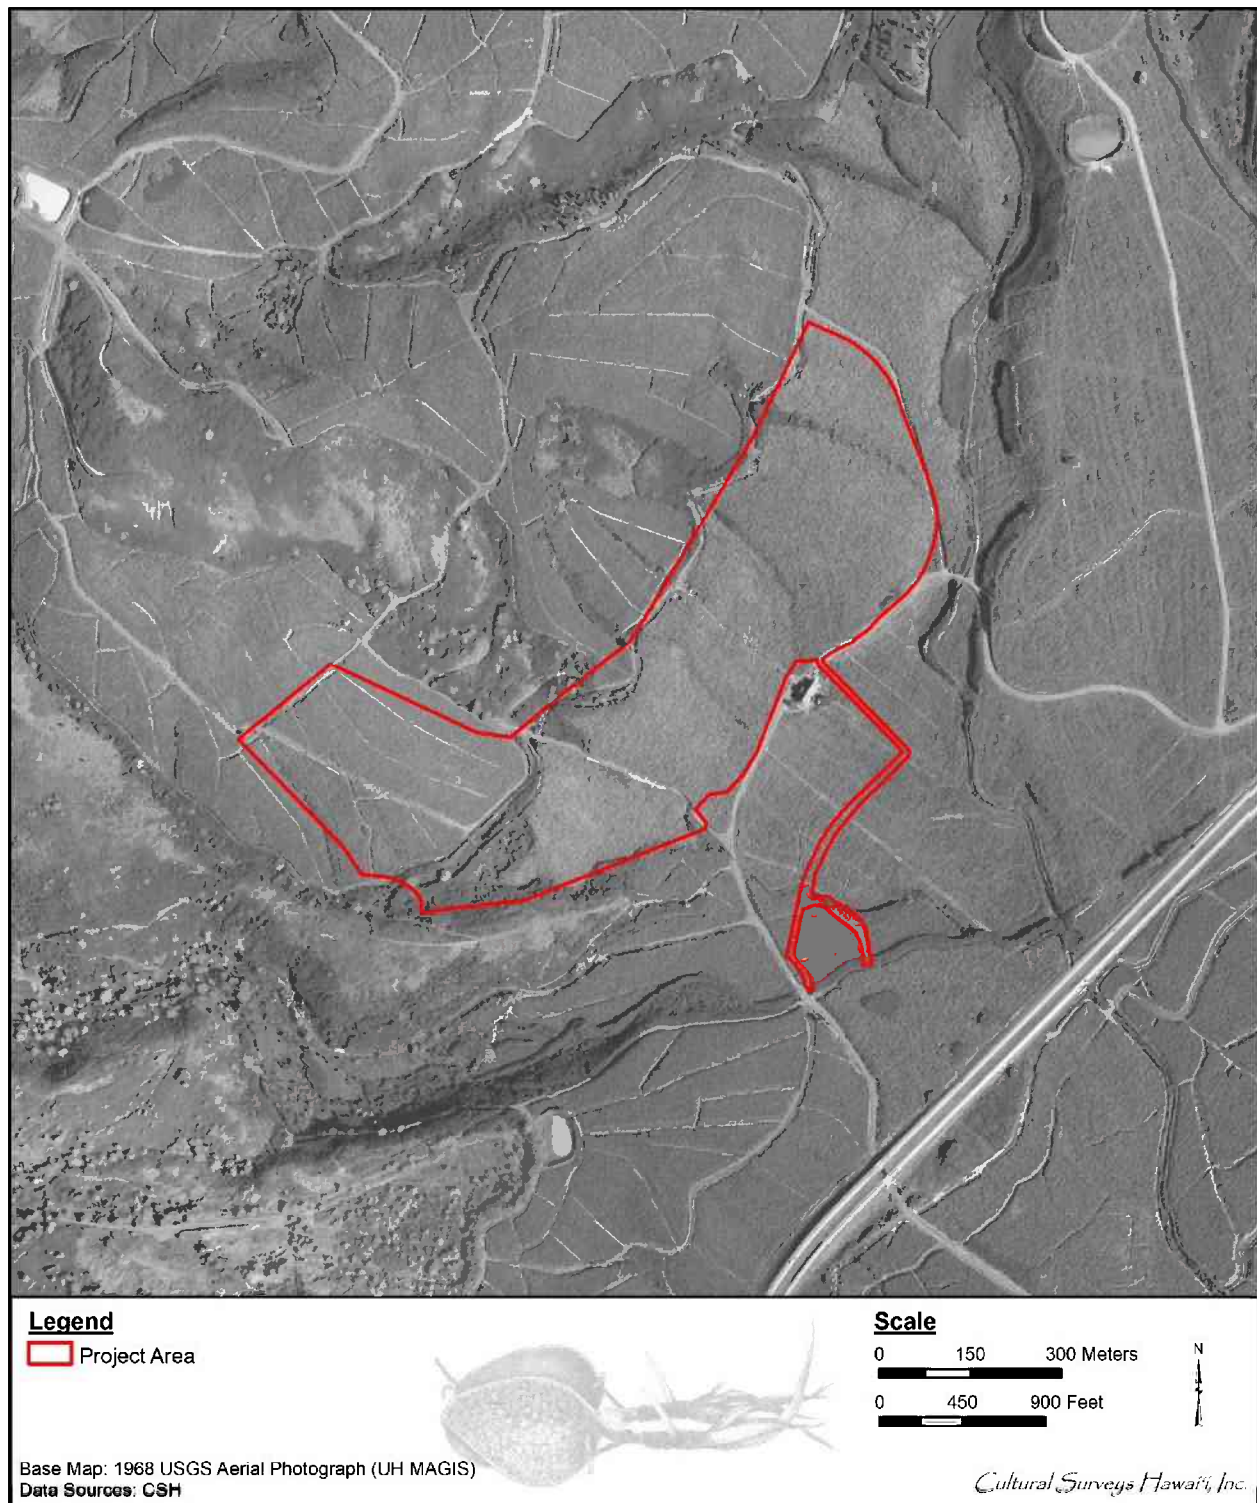 Legend
Project Area
Base Map: 1968 USGS Aerial Photograph (UH MAGIS)
Data Sources: CSH
Scale
0 150 300 Meters
0 450 900 Feet
N
Cultural Surveys Hawai'i, Inc.